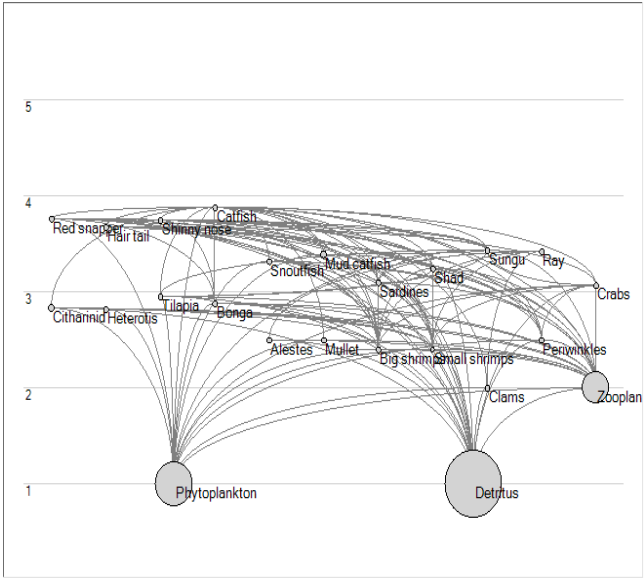 5
4
Catfish
Red snapper
Hair tail
Shinny nose
Snoutfish
Mud catfish
Sungu
Ray
Shad
3
Sardines
Crabs
Tilapia
Bonga
Citharinid
Heterotis
Alestes
Mullet
Big shrimps
Small shrimps
Periwinkles
2
Clams
Zooplan
1
Phytoplankton
Detritus